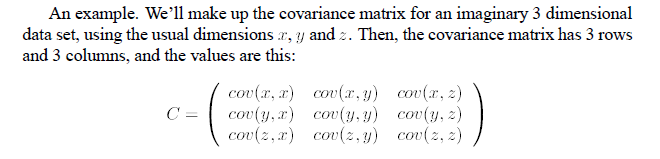 An example. We'll make up the covariance matrix for an imaginary 3 dimensional
data set, using the usual dimensions x, y and z. Then, the covariance matrix has 3 rows
and 3 columns, and the values are this:
cov(x, x) cov(x, y) cov(x, z)
C = ( cov(y, x) cov(y, y) cov(y, z) )
cov(z, x) cov(z, y) cov(z, z)